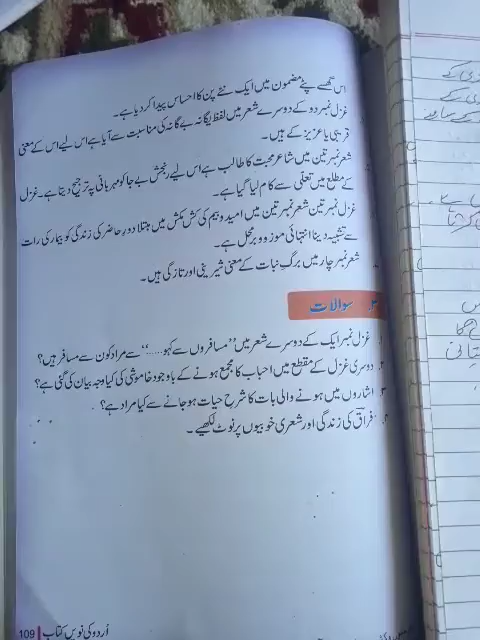 اس گھسے پٹے مضمون میں ایک نئے پن کا احساس پیدا کر دیا ہے۔
غزل نمبر دو کے دوسرے شعر میں لفظ یگانہ بے گانہ کی مناسبت سے آیا ہے اس لیے اس کے معنی
قریبی یا عزیز کے ہیں۔
شعر نمبر تین میں شاعر محبت کا طالب ہے اس لیے رنجش بے جا کو مہربانی پر ترجیح دیتا ہے۔ غزل
کے مطلع میں تعلّی سے کام لیا گیا ہے۔
غزل نمبر تین شعر نمبر تین میں امید و بیم کی کش مکش میں مبتلا دورِ حاضر کی زندگی کو بیمار کی رات
سے تشبیہ دینا انتہائی موزوں و برمحل ہے۔
شعر نمبر چار میں برگِ نبات کے معنی شیرینی اور تازگی ہیں۔
سوالات
غزل نمبر ایک کے دوسرے شعر میں ”مسافروں سے کہو......“ سے مراد کون سے مسافر ہیں؟
دوسری غزل کے مقطع میں احباب کا مجمع ہونے کے باوجود خاموشی کی کیا وجہ بیان کی گئی ہے؟
اشاروں میں ہونے والی بات کا شرح حیات ہو جانے سے کیا مراد ہے؟
فراق کی زندگی اور شعری خوبیوں پر نوٹ لکھیے۔
اُردو کی نویں کتاب | 109